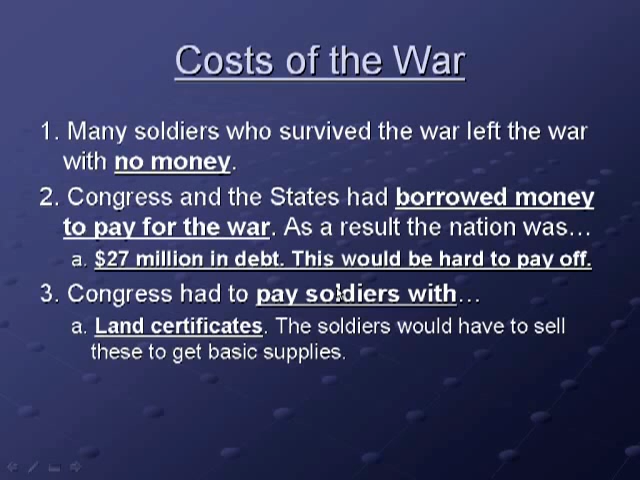 Costs of the War
1. Many soldiers who survived the war left the war
with no money.
2. Congress and the States had borrowed money
to pay for the war. As a result the nation was…
a. $27 million in debt. This would be hard to pay off.
3. Congress had to pay soldiers with…
a. Land certificates. The soldiers would have to sell
these to get basic supplies.